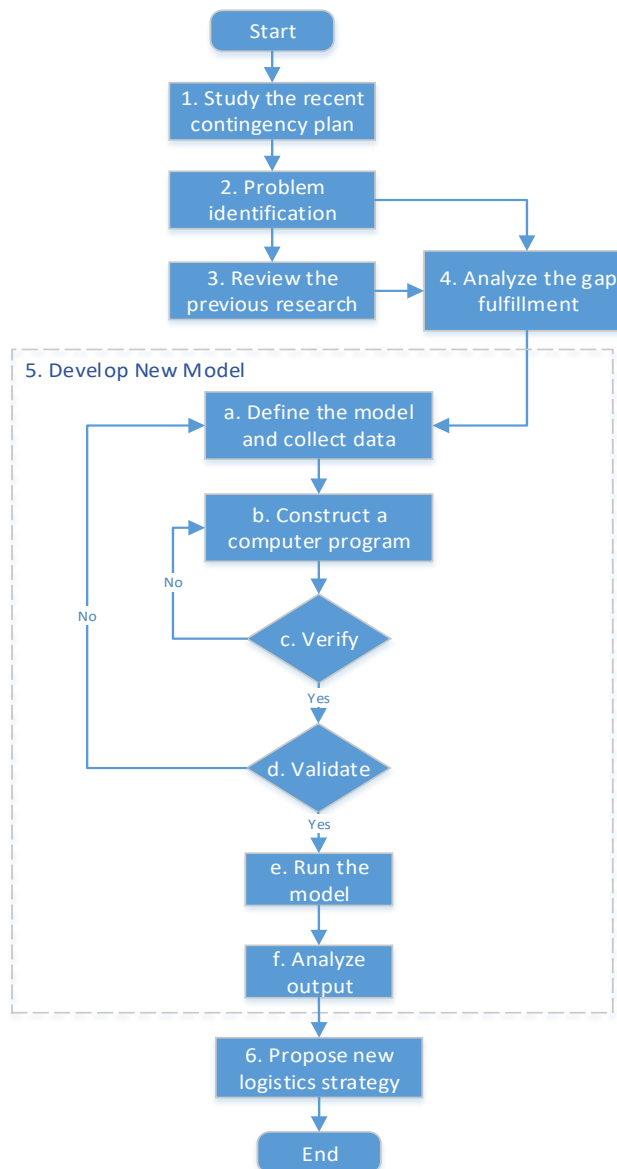 Start
1. Study the recent
contingency plan
2. Problem
identification
3. Review the
previous research
4. Analyze the gap
fulfillment
5. Develop New Model
a. Define the model
and collect data
b. Construct a
computer program
No
No
c. Verify
Yes
d. Validate
Yes
e. Run the
model
f. Analyze
output
6. Propose new
logistics strategy
End